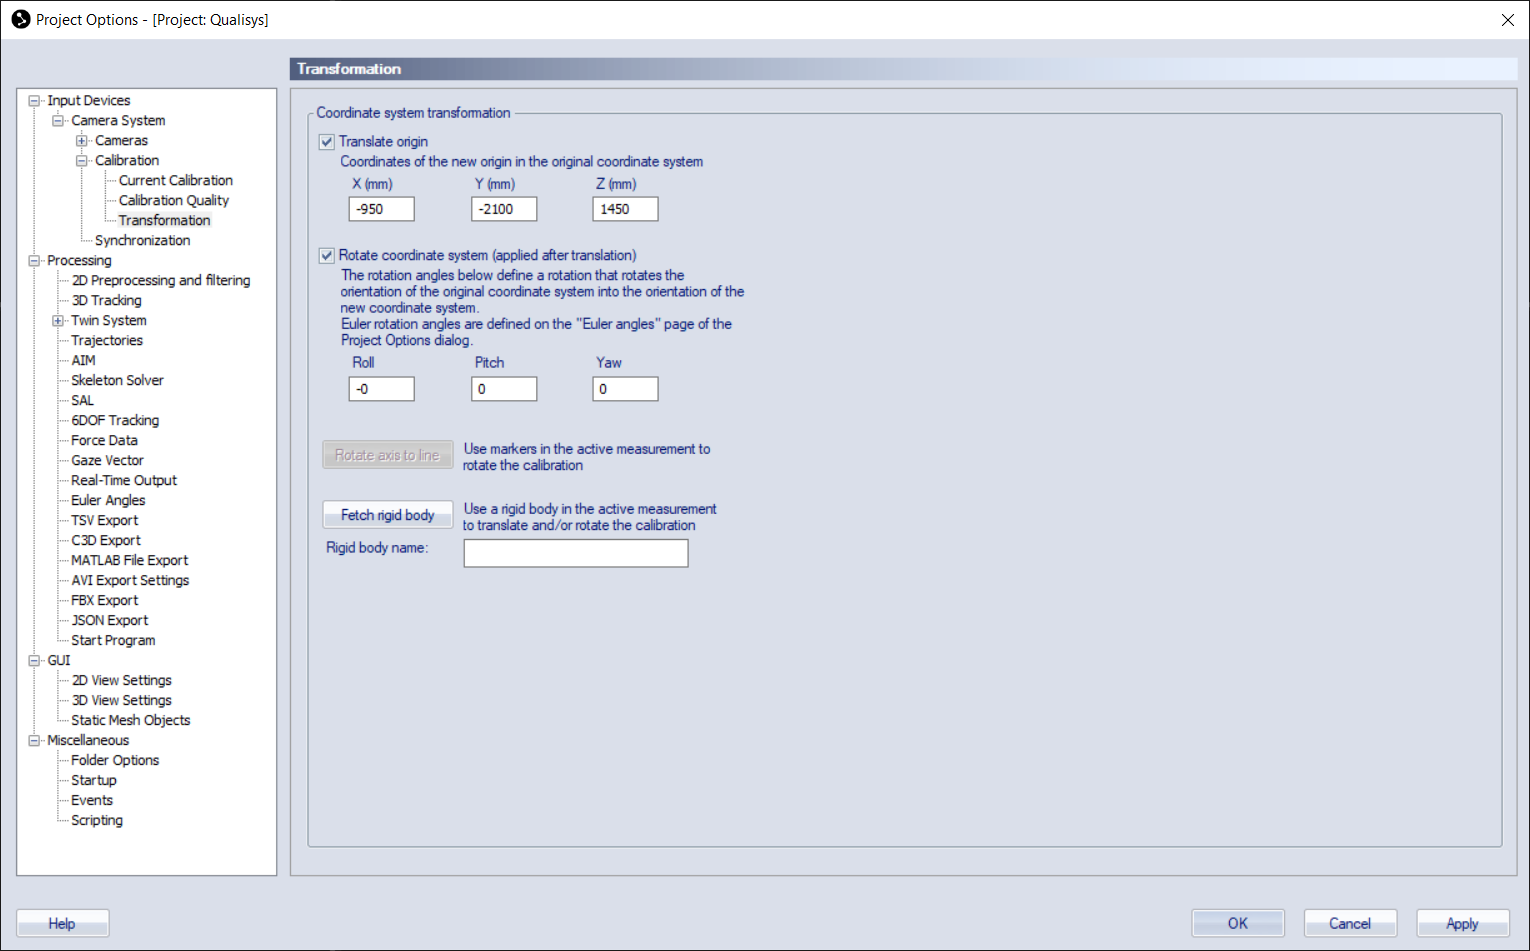 Project Options - [Project: Qualisys]
Transformation
Input Devices
Camera System
Cameras
Calibration
Current Calibration
Calibration Quality
Transformation
Synchronization
Processing
2D Preprocessing and filtering
3D Tracking
Twin System
Trajectories
AIM
Skeleton Solver
SAL
6DOF Tracking
Force Data
Gaze Vector
Real-Time Output
Euler Angles
TSV Export
C3D Export
MATLAB File Export
AVI Export Settings
FBX Export
JSON Export
Start Program
GUI
2D View Settings
3D View Settings
Static Mesh Objects
Miscellaneous
Folder Options
Startup
Events
Scripting
Coordinate system transformation
Translate origin
Coordinates of the new origin in the original coordinate system
X (mm) Y (mm) Z (mm)
-950 -2100 1450
Rotate coordinate system (applied after translation)
The rotation angles below define a rotation that rotates the
orientation of the original coordinate system into the orientation of the
new coordinate system.
Euler rotation angles are defined on the "Euler angles" page of the
Project Options dialog.
Roll Pitch Yaw
-0 0 0
Rotate axis to line
Use markers in the active measurement to
rotate the calibration
Fetch rigid body
Use a rigid body in the active measurement
to translate and/or rotate the calibration
Rigid body name:
Help OK Cancel Apply